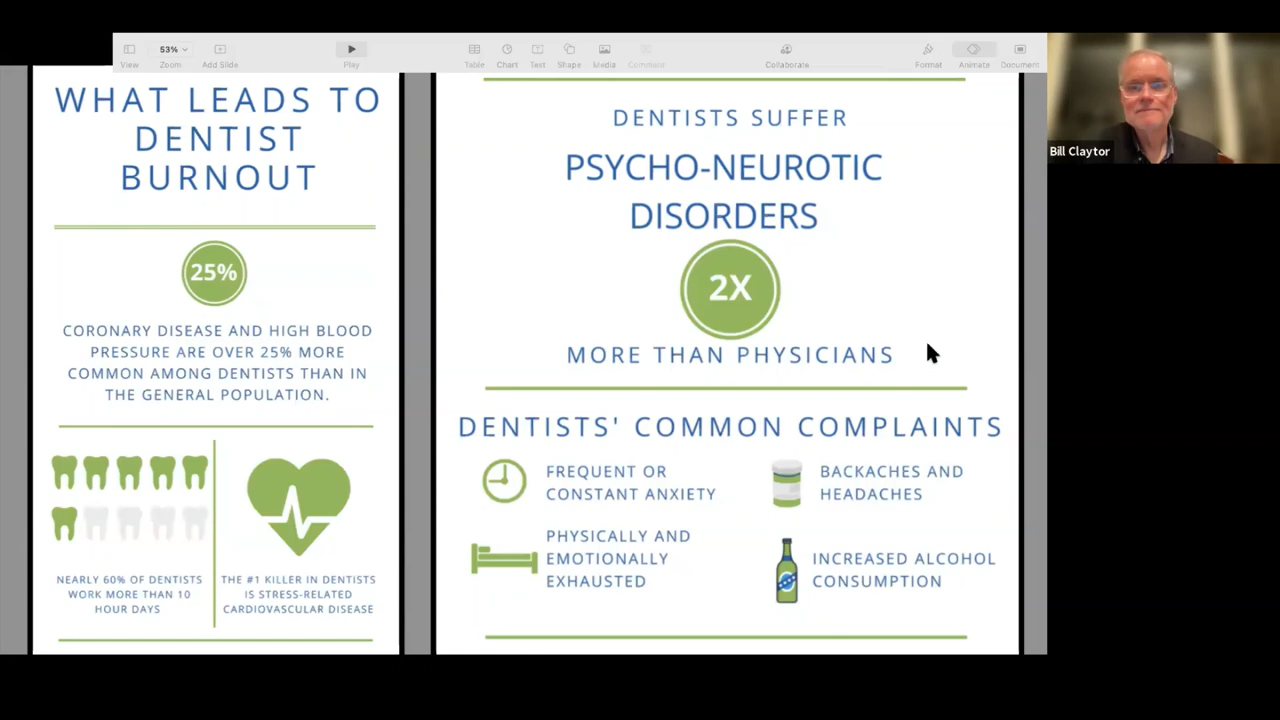 53%
View
Zoom
Add Slide
Play
Table
Chart
Text
Shape
Media
Comment
Collaborate
Format
Animate
Document
WHAT LEADS TO
DENTIST
BURNOUT
25%
CORONARY DISEASE AND HIGH BLOOD
PRESSURE ARE OVER 25% MORE
COMMON AMONG DENTISTS THAN IN
THE GENERAL POPULATION.
NEARLY 60% OF DENTISTS
WORK MORE THAN 10
HOUR DAYS
THE #1 KILLER IN DENTISTS
IS STRESS-RELATED
CARDIOVASCULAR DISEASE
DENTISTS SUFFER
PSYCHO-NEUROTIC
DISORDERS
2X
MORE THAN PHYSICIANS
DENTISTS' COMMON COMPLAINTS
FREQUENT OR
CONSTANT ANXIETY
BACKACHES AND
HEADACHES
PHYSICALLY AND
EMOTIONALLY
EXHAUSTED
INCREASED ALCOHOL
CONSUMPTION
Bill Claytor